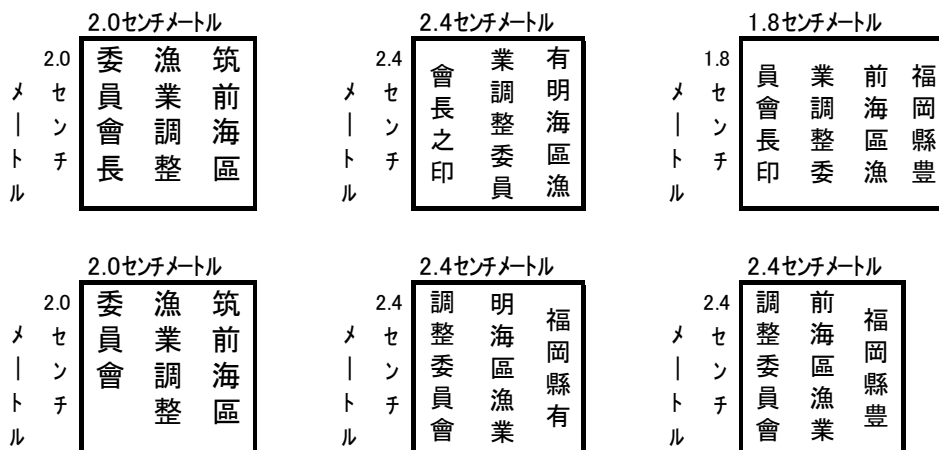 2.0センチメートル
2.0センチ
メートル
筑前海區
漁業調整
委員會長
2.4センチメートル
2.4センチ
メートル
有明海區漁
業調整委員
會長之印
1.8センチメートル
1.8センチ
メートル
福岡縣豊
前海區漁
業調整委
員會長印
2.0センチメートル
2.0センチ
メートル
筑前海區
漁業調整
委員會
2.4センチメートル
2.4センチ
メートル
福岡縣有
明海區漁業
調整委員會
2.4センチメートル
2.4センチ
メートル
福岡縣豊
前海區漁業
調整委員會